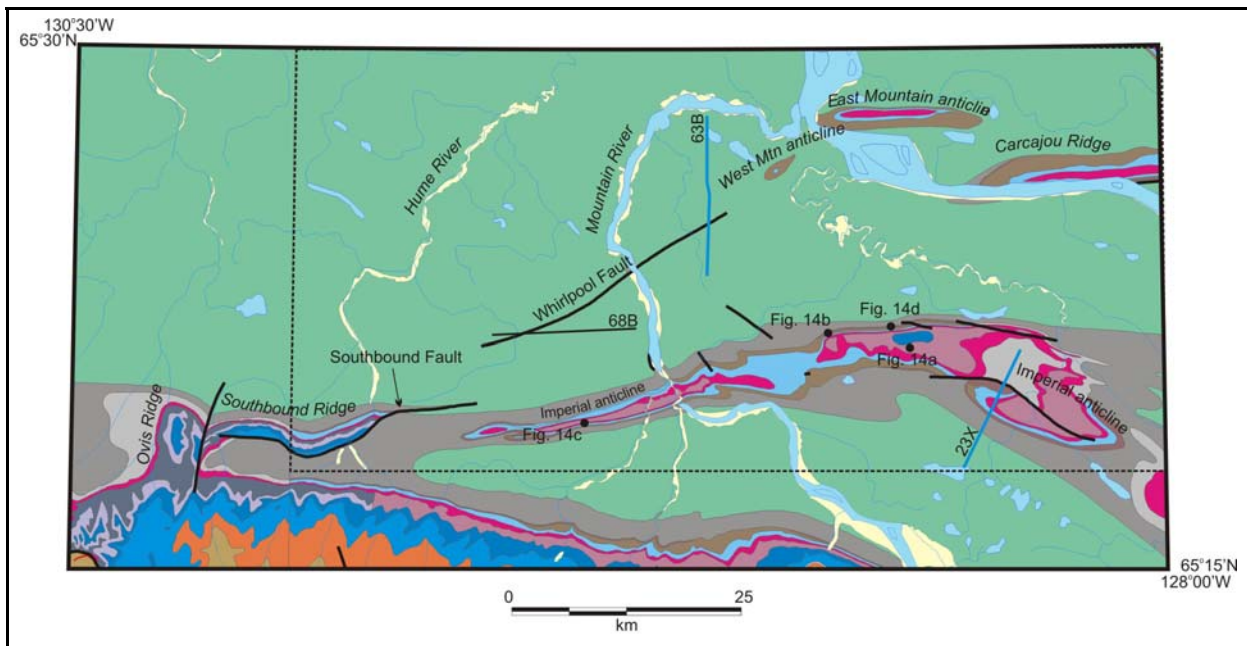 130°30'W
65°30'N
East Mountain anticline
Carcajou Ridge
63B
West Mtn anticline
Mountain River
Hume River
Whirlpool Fault
68B
Fig. 14b
Fig. 14d
Fig. 14a
Southbound Fault
Imperial anticline
Imperial anticline
Southbound Ridge
Ovis Ridge
Fig. 14c
23X
65°15'N
128°00'W
0 25
km